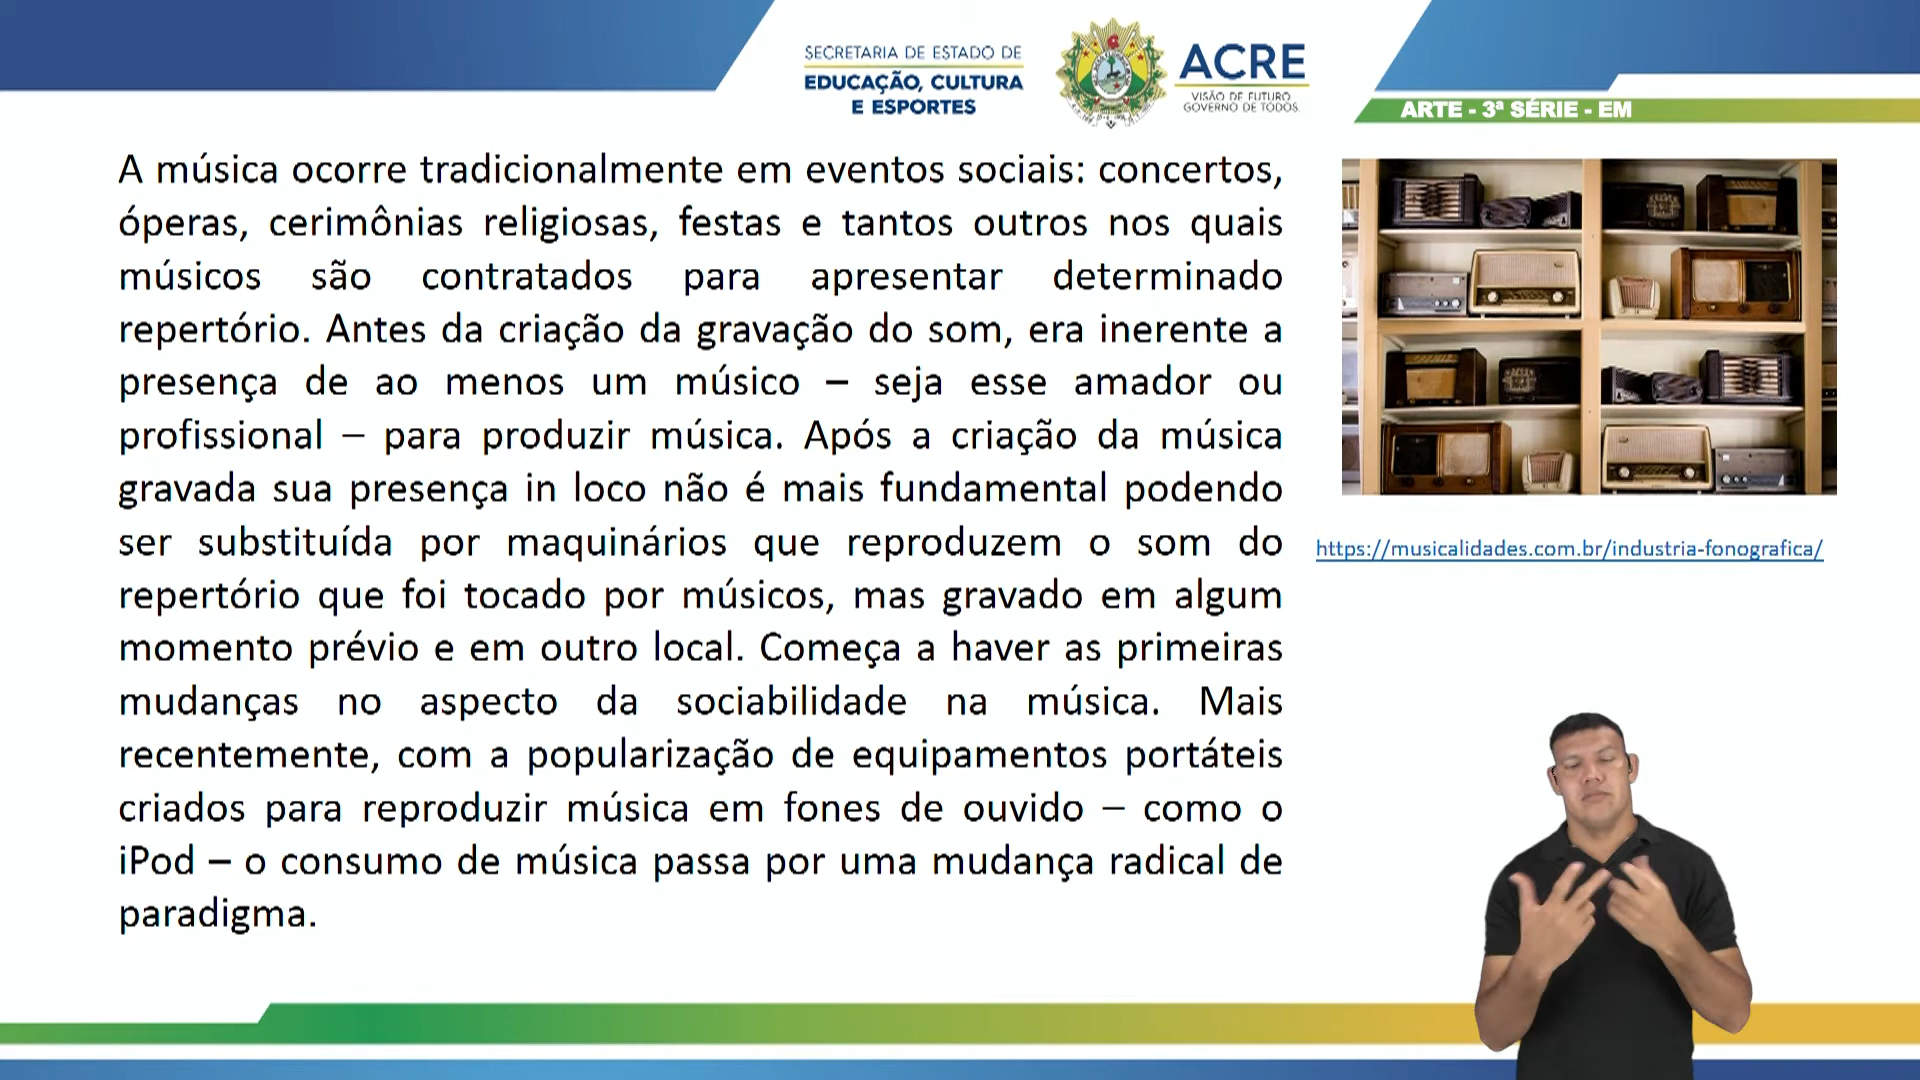 SECRETARIA DE ESTADO DE
EDUCAÇÃO, CULTURA
E ESPORTES
ACRE
VISÃO DE FUTURO
GOVERNO DE TODOS.
ARTE - 3ª SÉRIE - EM
A música ocorre tradicionalmente em eventos sociais: concertos,
óperas, cerimônias religiosas, festas e tantos outros nos quais
músicos são contratados para apresentar determinado
repertório. Antes da criação da gravação do som, era inerente a
presença de ao menos um músico – seja esse amador ou
profissional – para produzir música. Após a criação da música
gravada sua presença in loco não é mais fundamental podendo
ser substituída por maquinários que reproduzem o som do
repertório que foi tocado por músicos, mas gravado em algum
momento prévio e em outro local. Começa a haver as primeiras
mudanças no aspecto da sociabilidade na música. Mais
recentemente, com a popularização de equipamentos portáteis
criados para reproduzir música em fones de ouvido – como o
iPod – o consumo de música passa por uma mudança radical de
paradigma.
https://musicalidades.com.br/industria-fonografica/